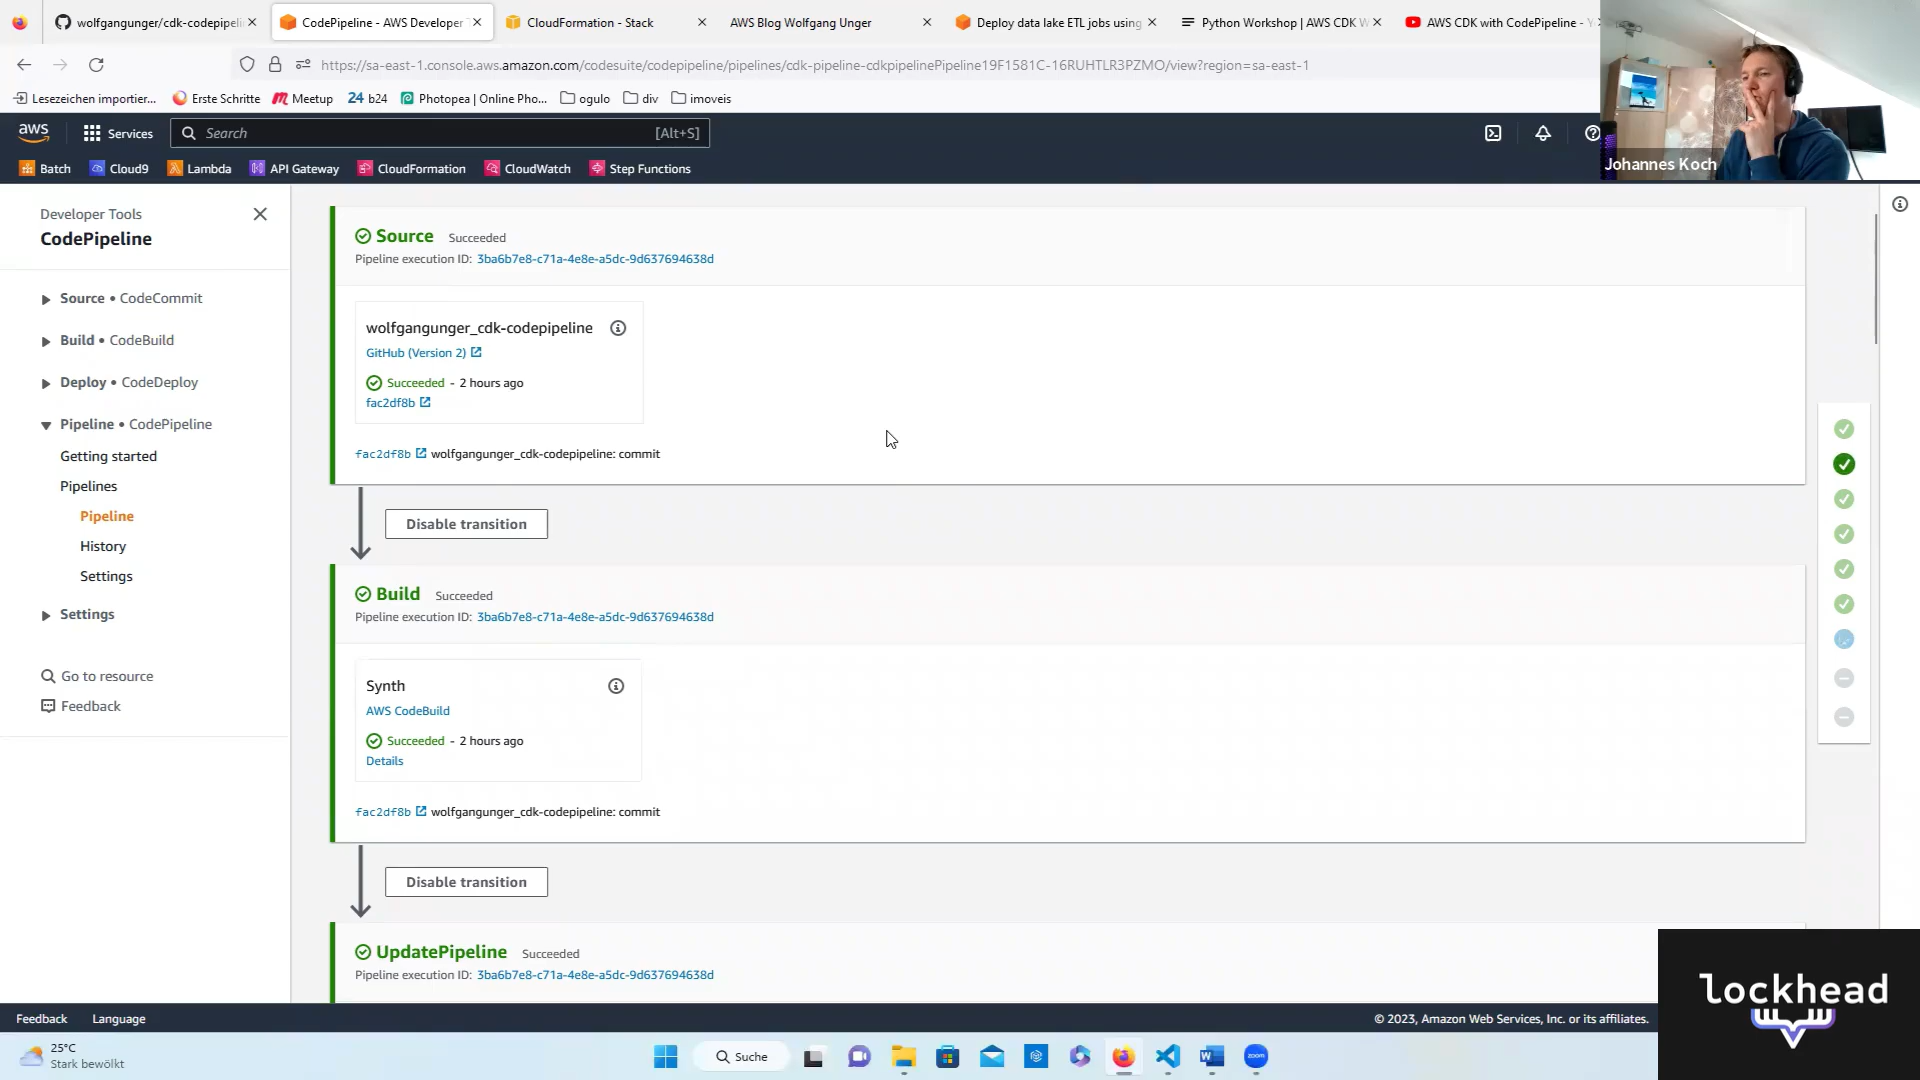 wolfgangunger/cdk-codepipeli
CodePipeline - AWS Developer T
CloudFormation - Stack
AWS Blog Wolfgang Unger
Deploy data lake ETL jobs using
Python Workshop | AWS CDK W
AWS CDK with CodePipeline - Y
https://sa-east-1.console.aws.amazon.com/codesuite/codepipeline/pipelines/cdk-pipeline-cdkpipelinePipeline19F1581C-16RUHTLR3PZMO/view?region=sa-east-1
Lesezeichen importier...
Erste Schritte
Meetup
24 b24
Photopea | Online Pho...
ogulo
div
imoveis
aws
Services
Search
[Alt+S]
Johannes Koch
Batch
Cloud9
Lambda
API Gateway
CloudFormation
CloudWatch
Step Functions
Developer Tools
CodePipeline
Source • CodeCommit
Build • CodeBuild
Deploy • CodeDeploy
Pipeline • CodePipeline
Getting started
Pipelines
Pipeline
History
Settings
Settings
Go to resource
Feedback
Source Succeeded
Pipeline execution ID: 3ba6b7e8-c71a-4e8e-a5dc-9d637694638d
wolfgangunger_cdk-codepipeline
GitHub (Version 2)
Succeeded - 2 hours ago
fac2df8b
fac2df8b wolfgangunger_cdk-codepipeline: commit
Disable transition
Build Succeeded
Pipeline execution ID: 3ba6b7e8-c71a-4e8e-a5dc-9d637694638d
Synth
AWS CodeBuild
Succeeded - 2 hours ago
Details
fac2df8b wolfgangunger_cdk-codepipeline: commit
Disable transition
UpdatePipeline Succeeded
Pipeline execution ID: 3ba6b7e8-c71a-4e8e-a5dc-9d637694638d
lockhead
Feedback
Language
© 2023, Amazon Web Services, Inc. or its affiliates.
25°C
Stark bewölkt
Suche
zoom